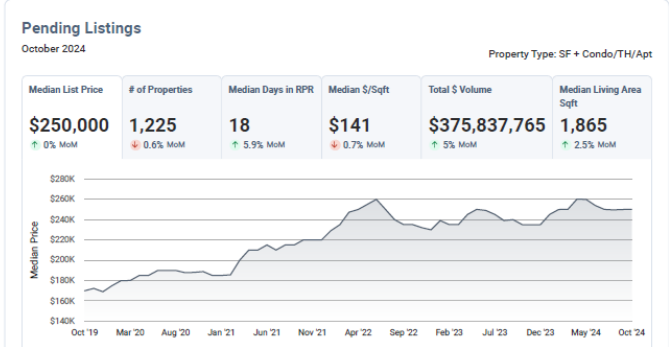 Pending Listings
October 2024
Property Type: SF + Condo/TH/Apt
Median List Price
$250,000
↑ 0% MoM
# of Properties
1,225
↓ 0.6% MoM
Median Days in RPR
18
↑ 5.9% MoM
Median $/Sqft
$141
↓ 0.7% MoM
Total $ Volume
$375,837,765
↑ 5% MoM
Median Living Area
Sqft
1,865
↑ 2.5% MoM
Median Price
$280K
$260K
$240K
$220K
$200K
$180K
$160K
$140K
Oct '19 Mar '20 Aug '20 Jan '21 Jun '21 Nov '21 Apr '22 Sep '22 Feb '23 Jul '23 Dec '23 May '24 Oct '24